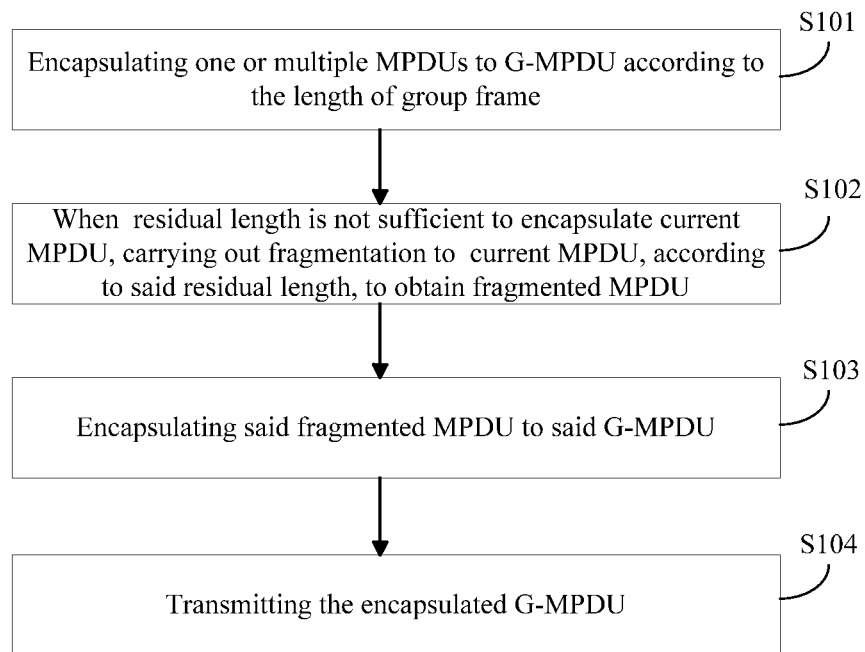 S101
Encapsulating one or multiple MPDUs to G-MPDU according to
the length of group frame
S102
When residual length is not sufficient to encapsulate current
MPDU, carrying out fragmentation to current MPDU, according
to said residual length, to obtain fragmented MPDU
S103
Encapsulating said fragmented MPDU to said G-MPDU
S104
Transmitting the encapsulated G-MPDU